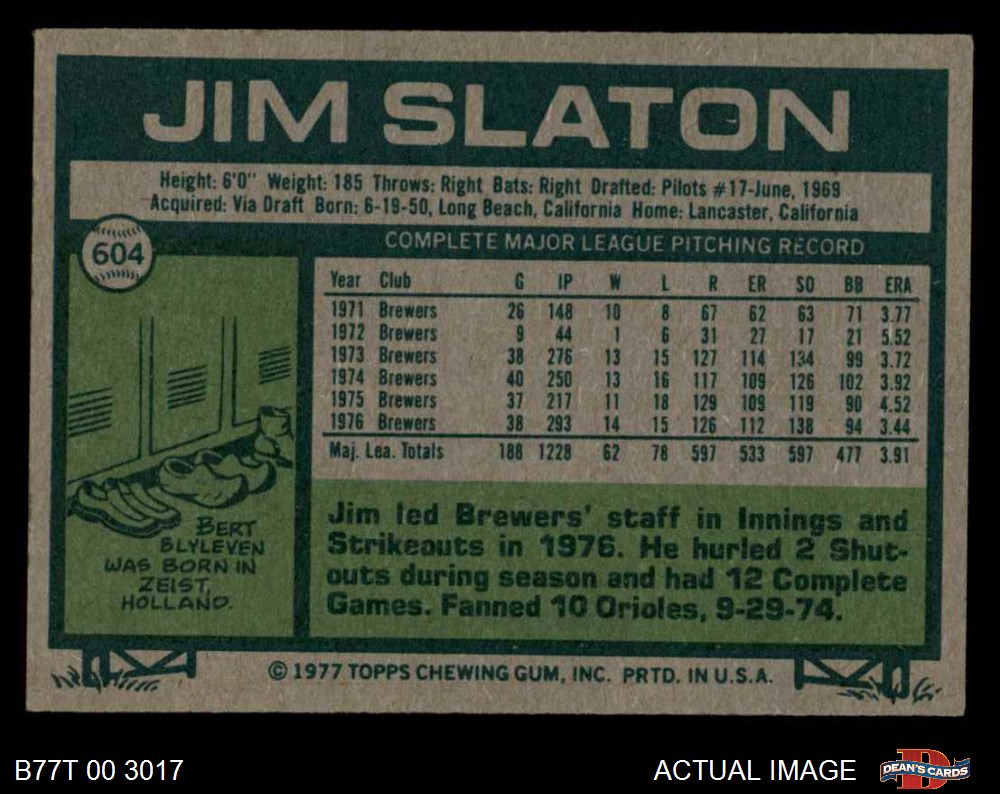 JIM SLATON
Height: 6'0" Weight: 185 Throws: Right Bats: Right Drafted: Pilots #17-June, 1969
Acquired: Via Draft Born: 6-19-50, Long Beach, California Home: Lancaster, California
604
COMPLETE MAJOR LEAGUE PITCHING RECORD
Year Club G IP W L R ER SO BB ERA
1971 Brewers 26 148 10 8 67 62 63 71 3.77
1972 Brewers 9 44 1 6 31 27 17 21 5.52
1973 Brewers 38 276 13 15 127 114 134 99 3.72
1974 Brewers 40 250 13 16 117 109 126 102 3.92
1975 Brewers 37 217 11 18 129 109 119 90 4.52
1976 Brewers 38 293 14 15 126 112 138 94 3.44
Maj. Lea. Totals 188 1228 62 78 597 533 597 477 3.91
BERT
BLYLEVEN
WAS BORN IN
ZEIST,
HOLLAND.
Jim led Brewers' staff in Innings and
Strikeouts in 1976. He hurled 2 Shut-
outs during season and had 12 Complete
Games. Fanned 10 Orioles, 9-29-74.
© 1977 TOPPS CHEWING GUM, INC. PRTD. IN U.S.A.
B77T 00 3017
ACTUAL IMAGE
DEAN'S CARDS